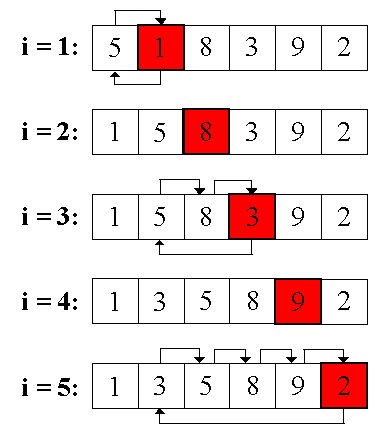 i = 1: 5 1 8 3 9 2
i = 2: 1 5 8 3 9 2
i = 3: 1 5 8 3 9 2
i = 4: 1 3 5 8 9 2
i = 5: 1 3 5 8 9 2